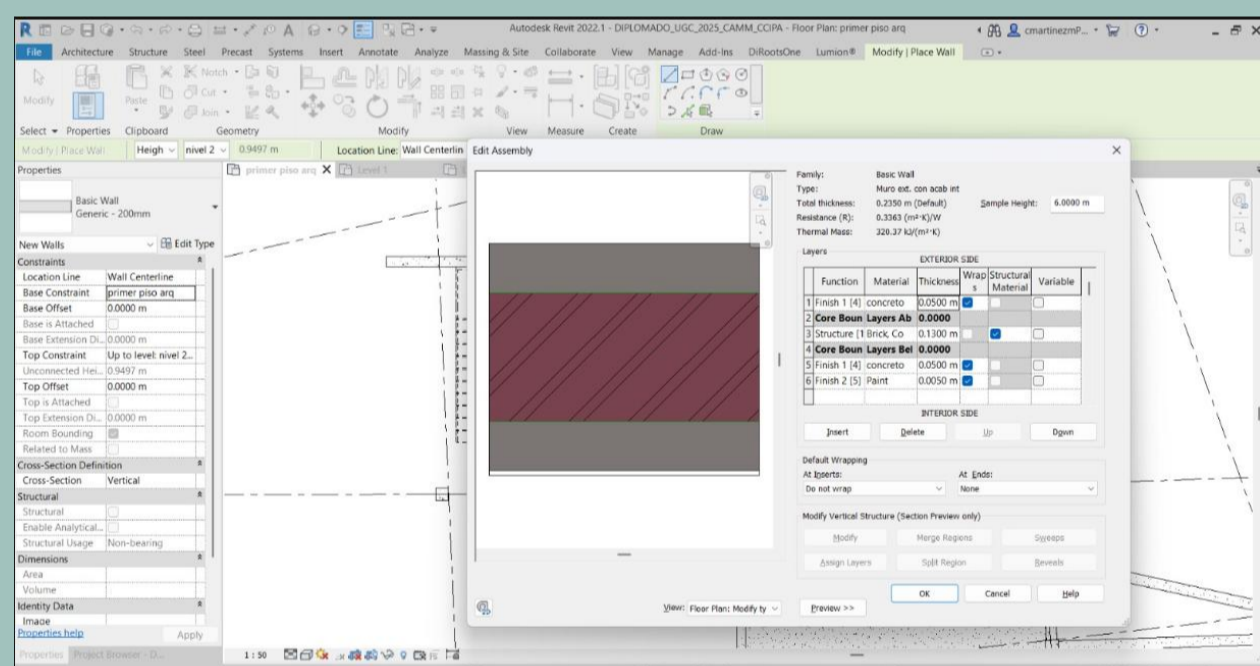 Autodesk Revit 2022.1 - DIPLOMADO_UGC_2025_CAMM_CCIPA - Floor Plan: primer piso arq
cmartinezmP...
File Architecture Structure Steel Precast Systems Insert Annotate Analyze Massing & Site Collaborate View Manage Add-Ins DiRootsOne Lumion® Modify | Place Wall
Modify Paste Notch Cut Join
Select Properties Clipboard Geometry Modify View Measure Create Draw
Modify | Place Wall Heigh nivel 2 0.9497 m Location Line: Wall Centerlin
Properties
primer piso arq Level 1
Basic Wall
Generic - 200mm
New Walls Edit Type
Constraints
Location Line Wall Centerline
Base Constraint primer piso arq
Base Offset 0.0000 m
Base is Attached
Base Extension Di... 0.0000 m
Top Constraint Up to level: nivel 2...
Unconnected Hei... 0.9497 m
Top Offset 0.0000 m
Top is Attached
Top Extension Di... 0.0000 m
Room Bounding
Related to Mass
Cross-Section Definition
Cross-Section Vertical
Structural
Structural
Enable Analytical...
Structural Usage Non-bearing
Dimensions
Area
Volume
Identity Data
Image
Properties help Apply
Properties Project Browser - D...
1 : 50
Edit Assembly
Family: Basic Wall
Type: Muro ext. con acab int
Total thickness: 0.2350 m (Default) Sample Height: 6.0000 m
Resistance (R): 0.3363 (m²·K)/W
Thermal Mass: 320.37 kJ/(m²·K)
Layers
EXTERIOR SIDE
Function Material Thickness Wraps Structural Material Variable
1 Finish 1 [4] concreto 0.0500 m
2 Core Boun Layers Ab 0.0000
3 Structure [1 Brick, Co 0.1300 m
4 Core Boun Layers Bel 0.0000
5 Finish 1 [4] concreto 0.0500 m
6 Finish 2 [5] Paint 0.0050 m
INTERIOR SIDE
Insert Delete Up Down
Default Wrapping
At Inserts: At Ends:
Do not wrap None
Modify Vertical Structure (Section Preview only)
Modify Merge Regions Sweeps
Assign Layers Split Region Reveals
OK Cancel Help
View: Floor Plan: Modify ty Preview >>